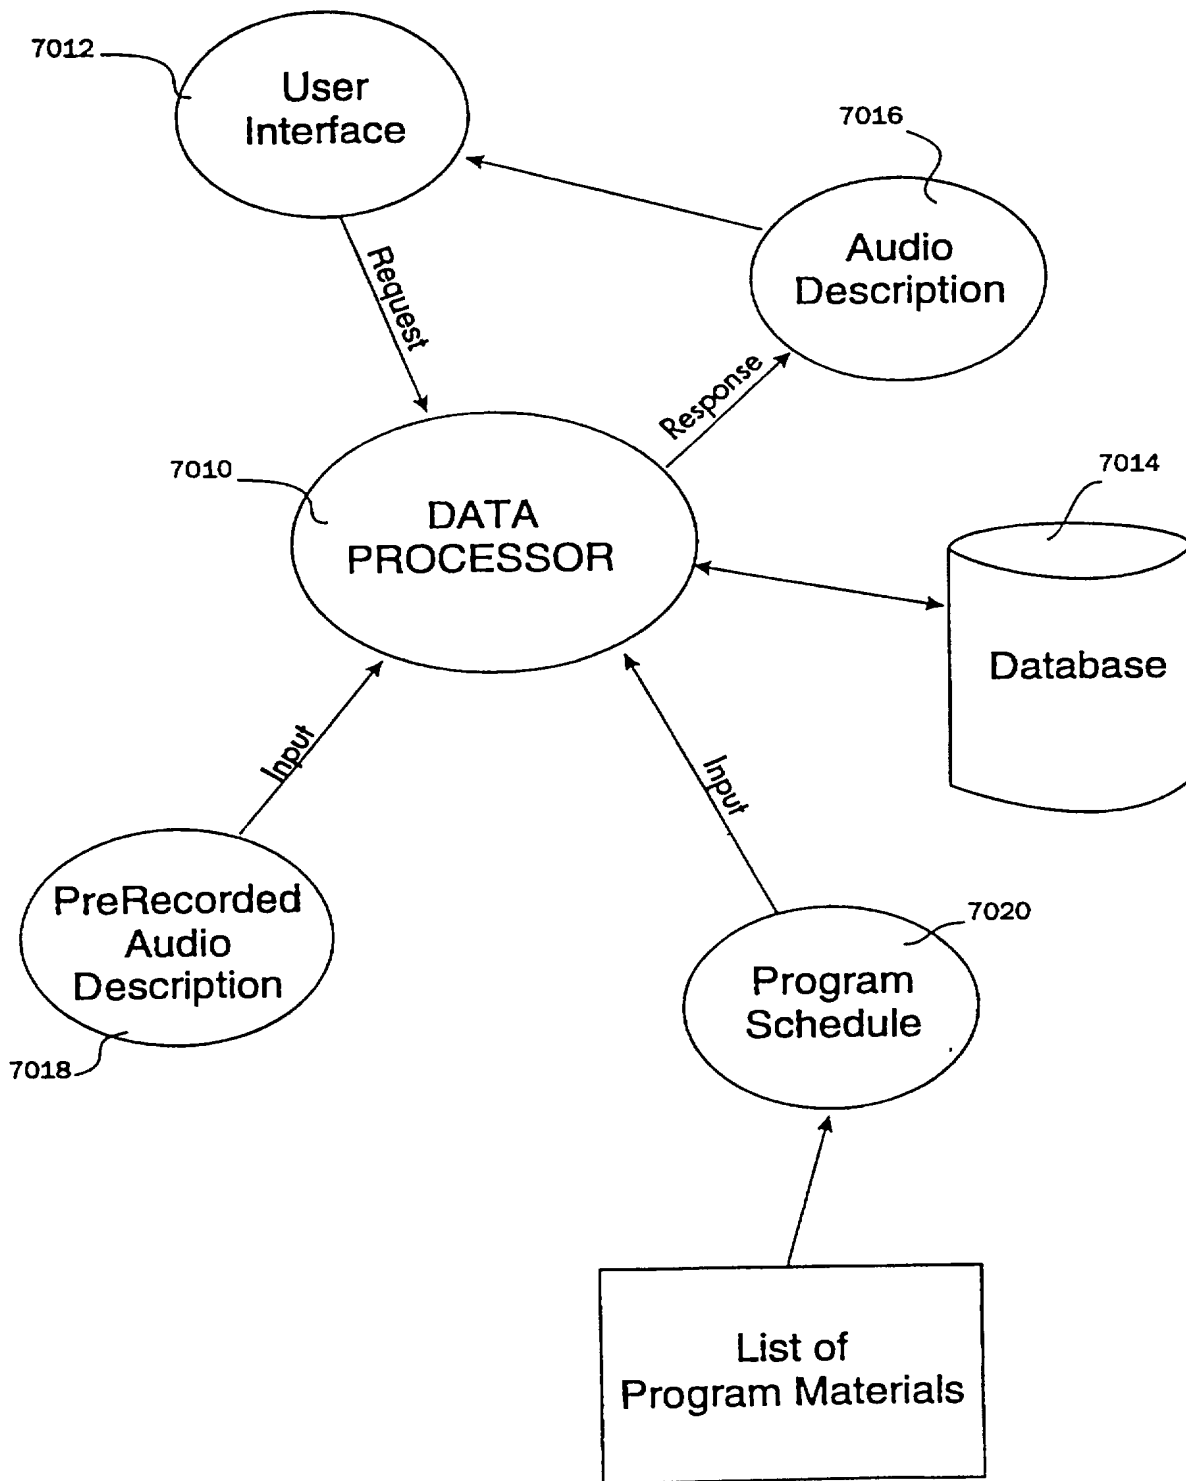 7012
User
Interface
7016
Audio
Description
Request
Response
7010
DATA
PROCESSOR
7014
Database
Input
Input
PreRecorded
Audio
Description
7018
7020
Program
Schedule
List of
Program Materials